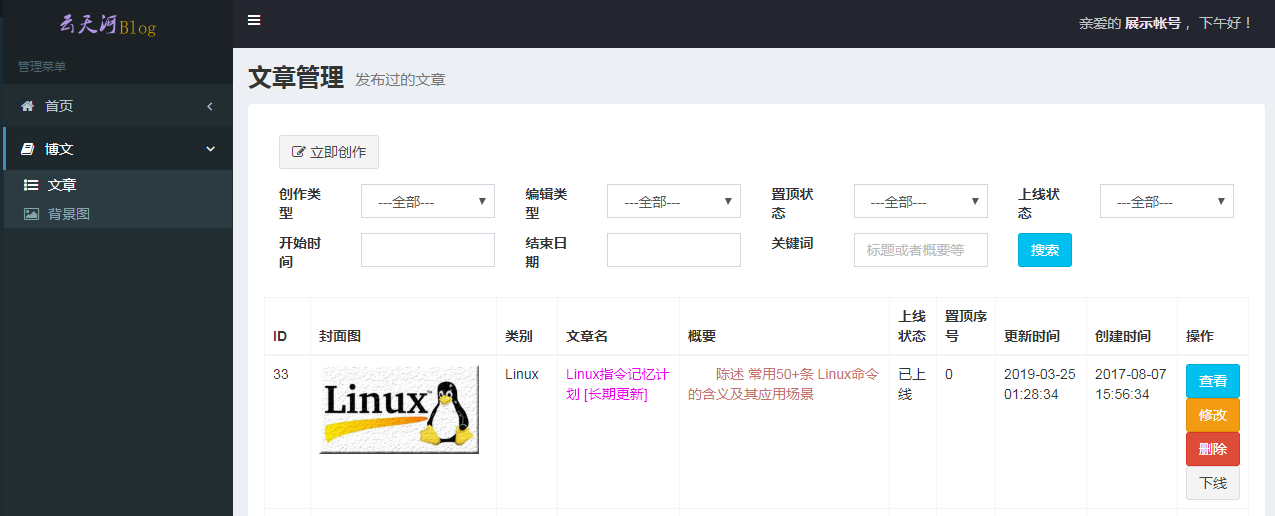 云天河Blog
亲爱的 展示帐号 ，下午好！
管理菜单
首页
博文
文章
背景图
文章管理 发布过的文章
立即创作
创作类
型
---全部---
编辑类
型
---全部---
置顶状
态
---全部---
上线状
态
---全部---
开始时
间
结束日
期
关键词
标题或者概要等
搜索
ID
封面图
类别
文章名
概要
上线
状态
置顶序
号
更新时间
创建时间
操作
33
Linux™
Linux
Linux指令记忆计
划 [长期更新]
陈述 常用50+条 Linux命令
的含义及其应用场景
已上
线
0
2019-03-25
01:28:34
2017-08-07
15:56:34
查看
修改
删除
下线